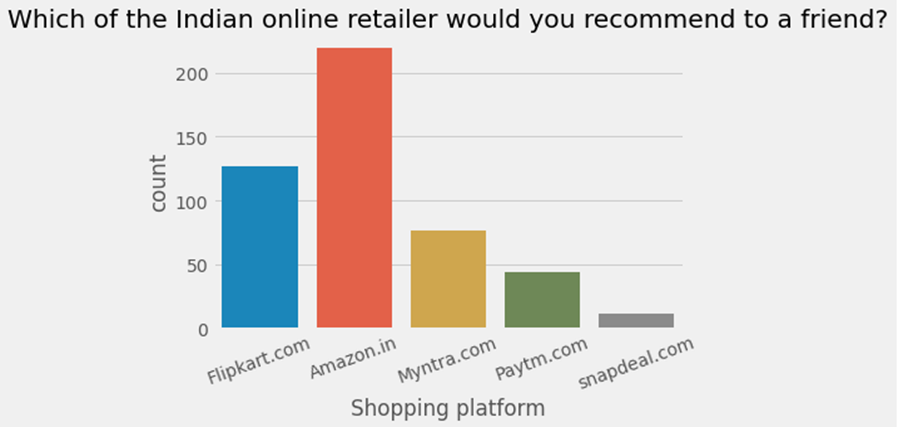 Which of the Indian online retailer would you recommend to a friend?
200
150
100
50
0
count
Flipkart.com
Amazon.in
Myntra.com
Paytm.com
snapdeal.com
Shopping platform